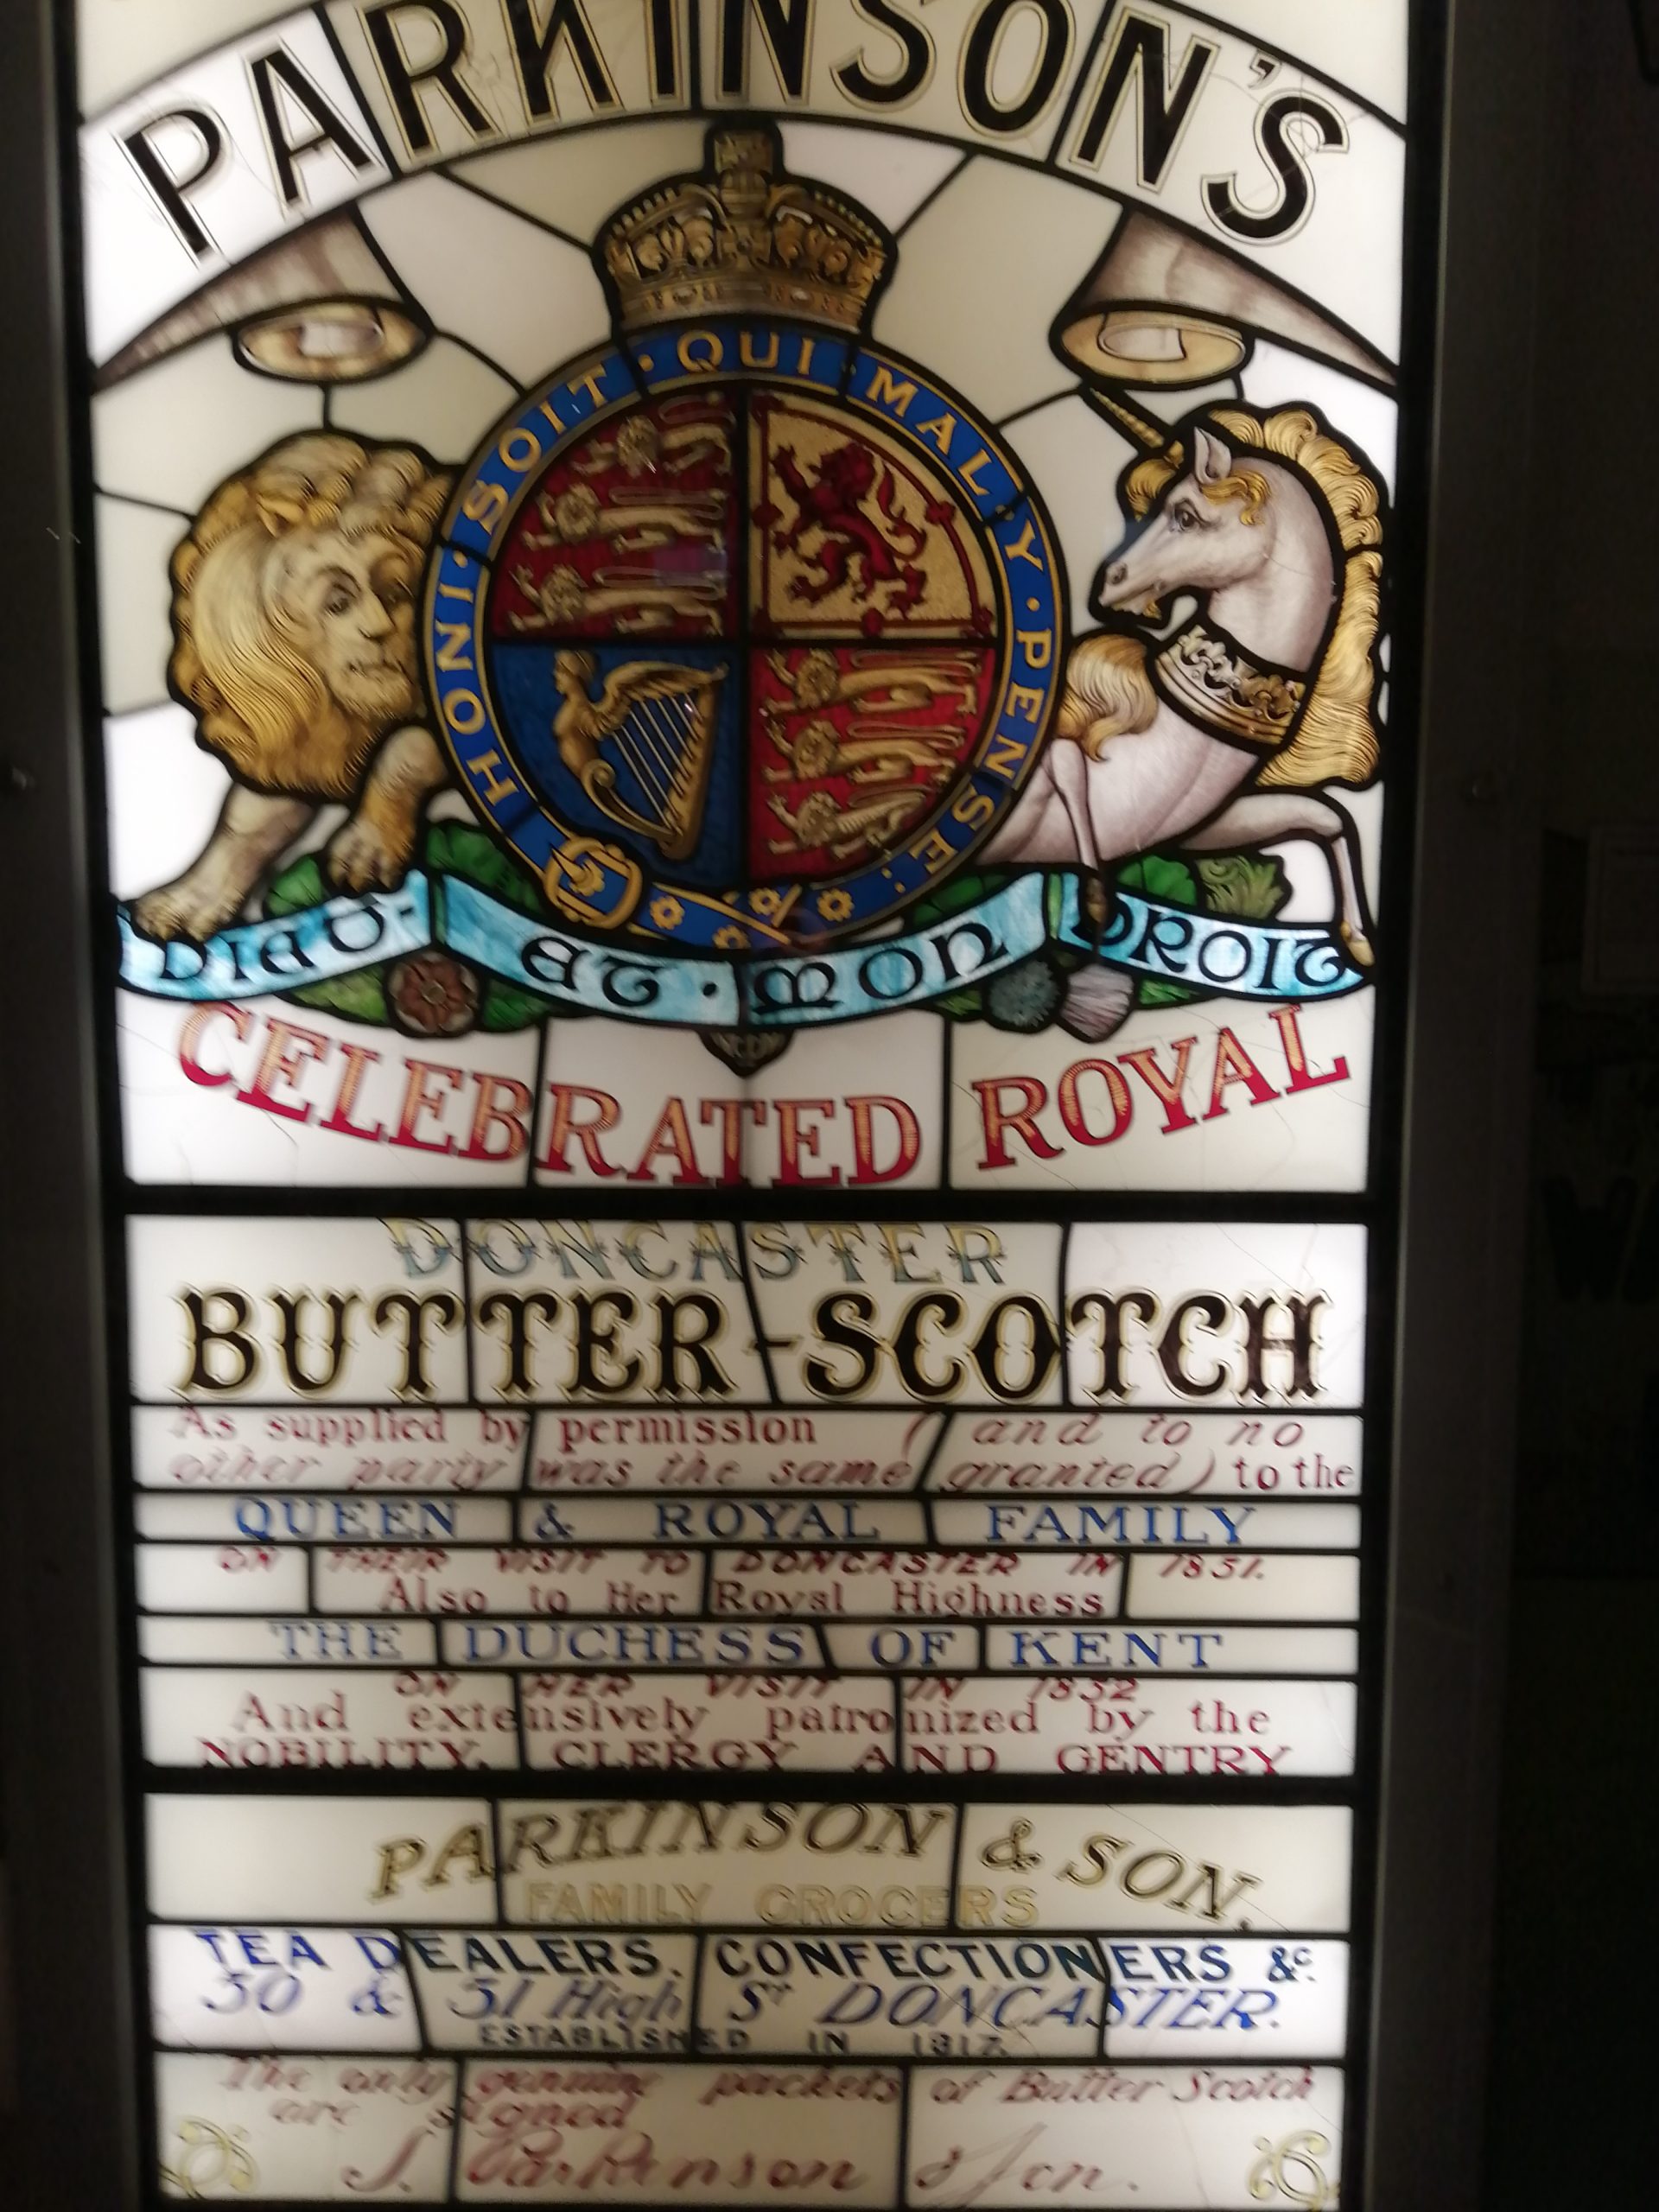 PARKINSON'S
HONI · SOIT · QUI · MAL · Y · PENSE:
DIEU · ET · MON DROIT
CELEBRATED ROYAL
DONCASTER
BUTTER-SCOTCH
As supplied by permission (and to no
other party was the same granted) to the
QUEEN & ROYAL FAMILY
ON THEIR VISIT TO DONCASTER IN 1851.
Also to Her Royal Highness
THE DUCHESS OF KENT
ON HER VISIT IN 1852
And extensively patronized by the
NOBILITY, CLERGY AND GENTRY
PARKINSON & SON.
FAMILY GROCERS
TEA DEALERS. CONFECTIONERS &c.
50 & 51 High St DONCASTER.
ESTABLISHED IN 1817.
The only genuine packets of Butter Scotch
are signed
S. Parkinson & Son.